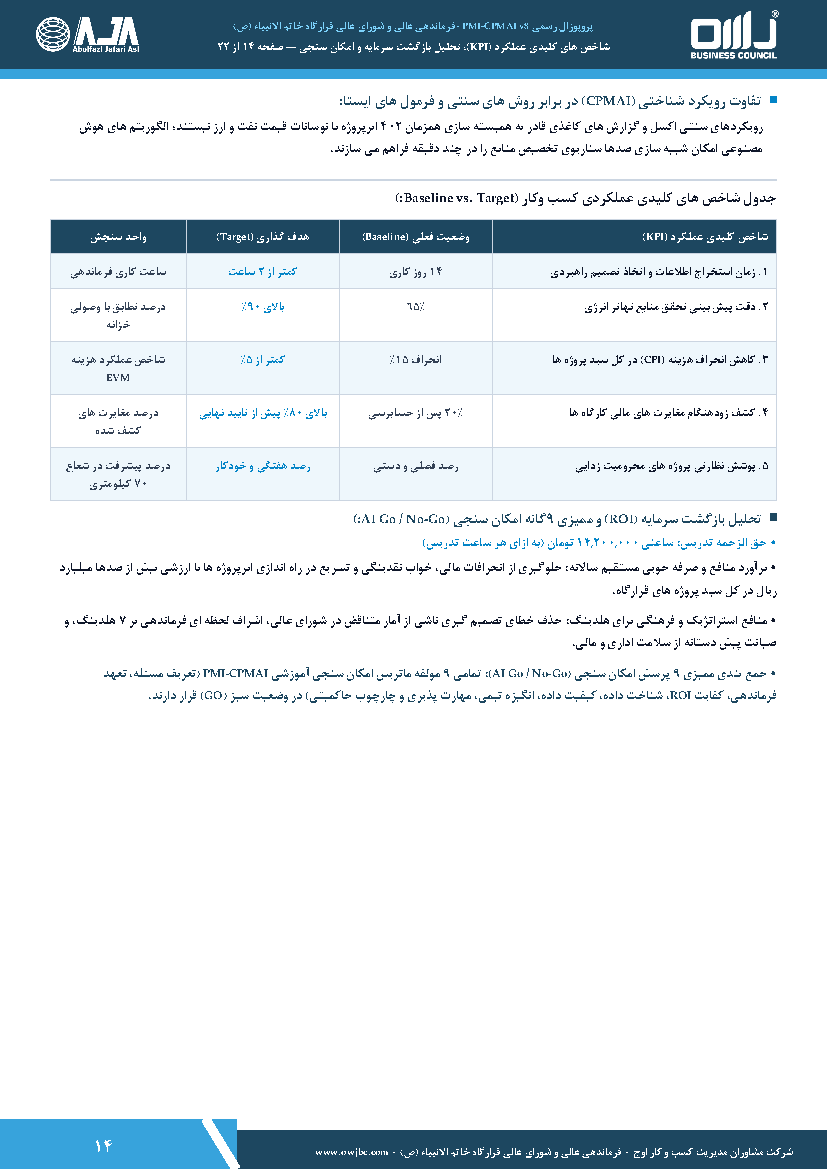 پروپوزال رسمی PMI-CPMAI v8 - فرماندهی عالی و شورای عالی قرارگاه خاتم الانبیاء (ص)
شاخص های کلیدی عملکرد (KPI)، تحلیل بازگشت سرمایه و امکان سنجی — صفحه ۱۴ از ۲۲
AJA
Abolfazl Jafari Asl
BUSINESS COUNCIL
تفاوت رویکرد شناختی (CPMAI) در برابر روش های سنتی و فرمول های ایستا:
رویکردهای سنتی اکسل و گزارش های کاغذی قادر به همبسته سازی همزمان ۴۰۲ ابرپروژه با نوسانات قیمت نفت و ارز نیستند؛ الگوریتم های هوش
مصنوعی امکان شبیه سازی صدها سناریوی تخصیص منابع را در چند دقیقه فراهم می سازند.
جدول شاخص های کلیدی عملکردی کسب وکار (Baseline vs. Target:)
شاخص کلیدی عملکرد (KPI)
وضعیت فعلی (Baseline)
هدف گذاری (Target)
واحد سنجش
۱. زمان استخراج اطلاعات و اتخاذ تصمیم راهبردی
۱۴ روز کاری
کمتر از ۲ ساعت
ساعت کاری فرماندهی
۲. دقت پیش بینی تحقق منابع تهاتر انرژی
۶۵٪
بالای ۹۰٪
درصد تطابق با وصولی
خزانه
۳. کاهش انحراف هزینه (CPI) در کل سبد پروژه ها
انحراف ۱۵٪
کمتر از ۵٪
شاخص عملکرد هزینه
EVM
۴. کشف زودهنگام مغایرت های مالی کارگاه ها
۲۰٪ پس از حسابرسی
بالای ۸۰٪ پیش از تایید نهایی
درصد مغایرت های
کشف شده
۵. پوشش نظارتی پروژه های محرومیت زدایی
رصد فصلی و دستی
رصد هفتگی و خودکار
درصد پیشرفت در شعاع
۷۰ کیلومتری
تحلیل بازگشت سرمایه (ROI) و ممیزی ۹گانه امکان سنجی (AI Go / No-Go:)
• حق الزحمه تدریس: ساعتی ۱۴٬۲۰۰٬۰۰۰ تومان (به ازای هر ساعت تدریس)
• برآورد منافع و صرفه جویی مستقیم سالانه: جلوگیری از انحرافات مالی، خواب نقدینگی و تسریع در راه اندازی ابرپروژه ها با ارزشی بیش از صدها میلیارد
ریال در کل سبد پروژه های قرارگاه.
• منافع استراتژیک و فرهنگی برای هلدینگ: حذف خطای تصمیم گیری ناشی از آمار متناقض در شورای عالی، اشراف لحظه ای فرماندهی بر ۷ هلدینگ، و
صیانت پیش دستانه از سلامت اداری و مالی.
• جمع بندی ممیزی ۹ پرسش امکان سنجی (AI Go / No-Go): تمامی ۹ مولفه ماتریس امکان سنجی آموزشی PMI-CPMAI (تعریف مسئله، تعهد
فرماندهی، کفایت ROI، شناخت داده، کیفیت داده، انگیزه تیمی، مهارت پذیری و چارچوب حاکمیتی) در وضعیت سبز (GO) قرار دارند.
شرکت مشاوران مدیریت کسب و کار اوج - فرماندهی عالی و شورای عالی قرارگاه خاتم الانبیاء (ص) - www.owjbc.com
۱۴